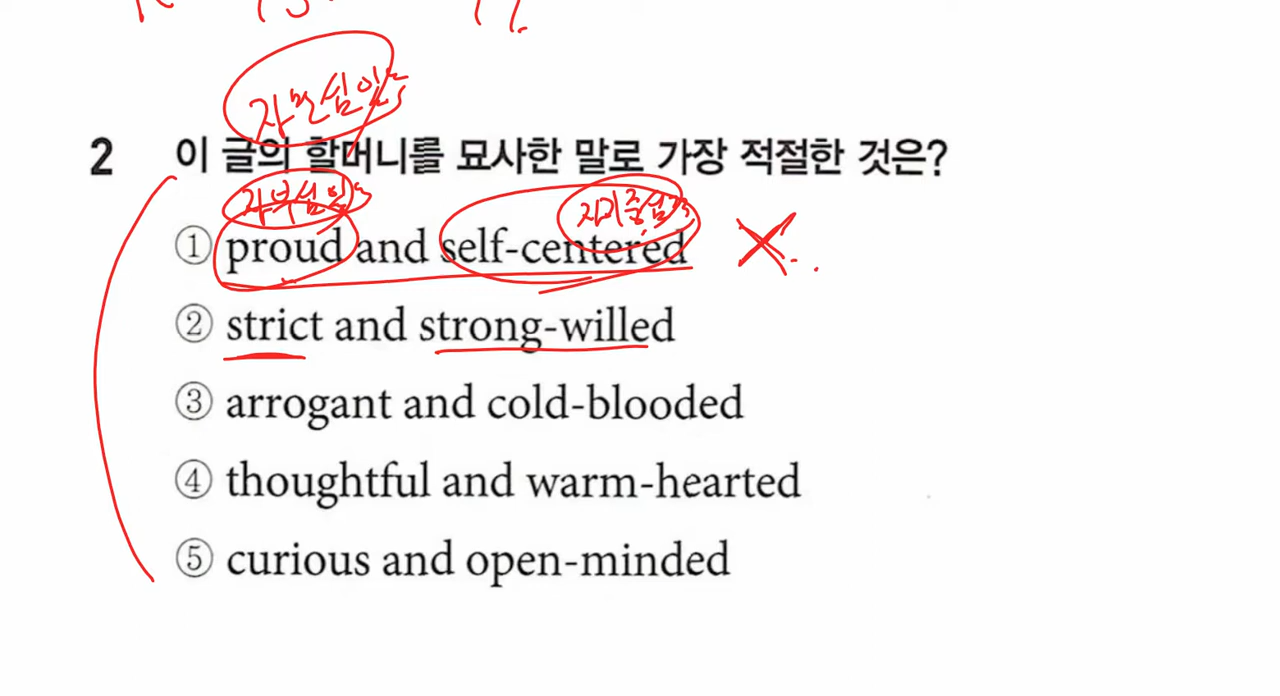 자존심있는
2 이 글의 할머니를 묘사한 말로 가장 적절한 것은?
자부심있는 자기중심적
① proud and self-centered
② strict and strong-willed
③ arrogant and cold-blooded
④ thoughtful and warm-hearted
⑤ curious and open-minded